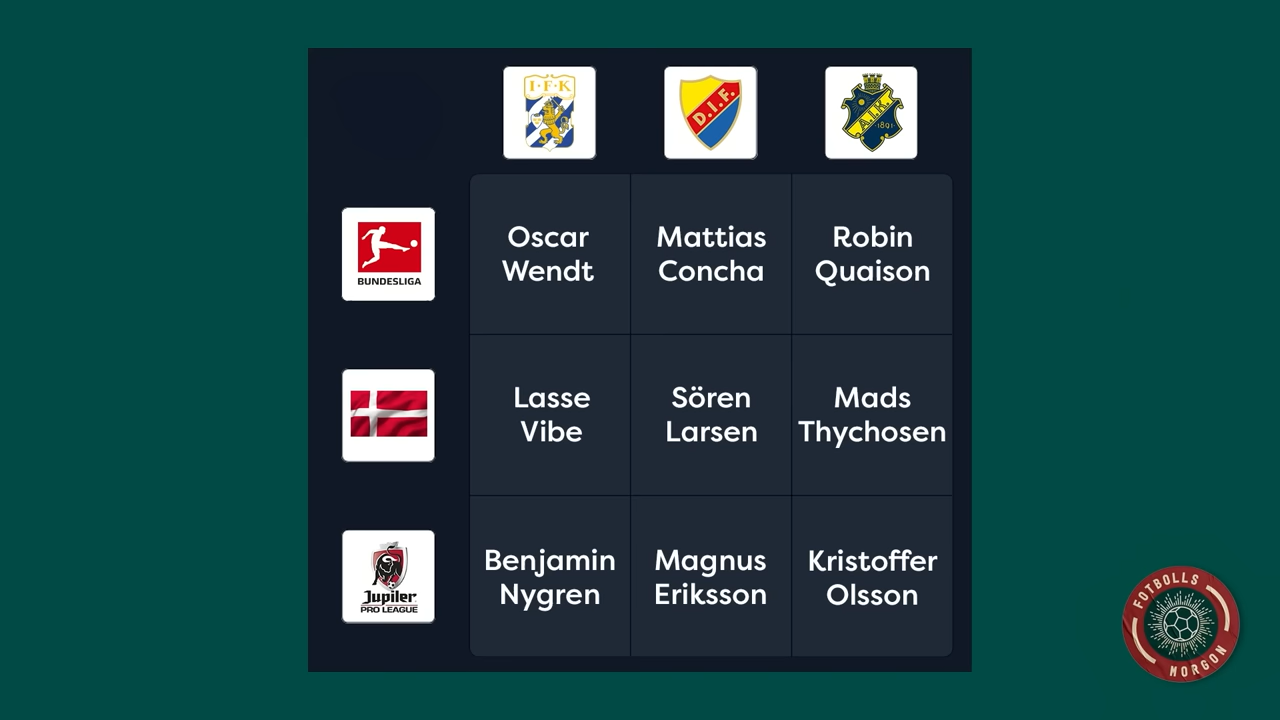 I.F.K
D.I.F.
A.I.K.
1891
BUNDESLIGA
Oscar
Wendt
Mattias
Concha
Robin
Quaison
Lasse
Vibe
Sören
Larsen
Mads
Thychosen
Jupiler
PRO LEAGUE
Benjamin
Nygren
Magnus
Eriksson
Kristoffer
Olsson
FOTBOLLS
MORGON